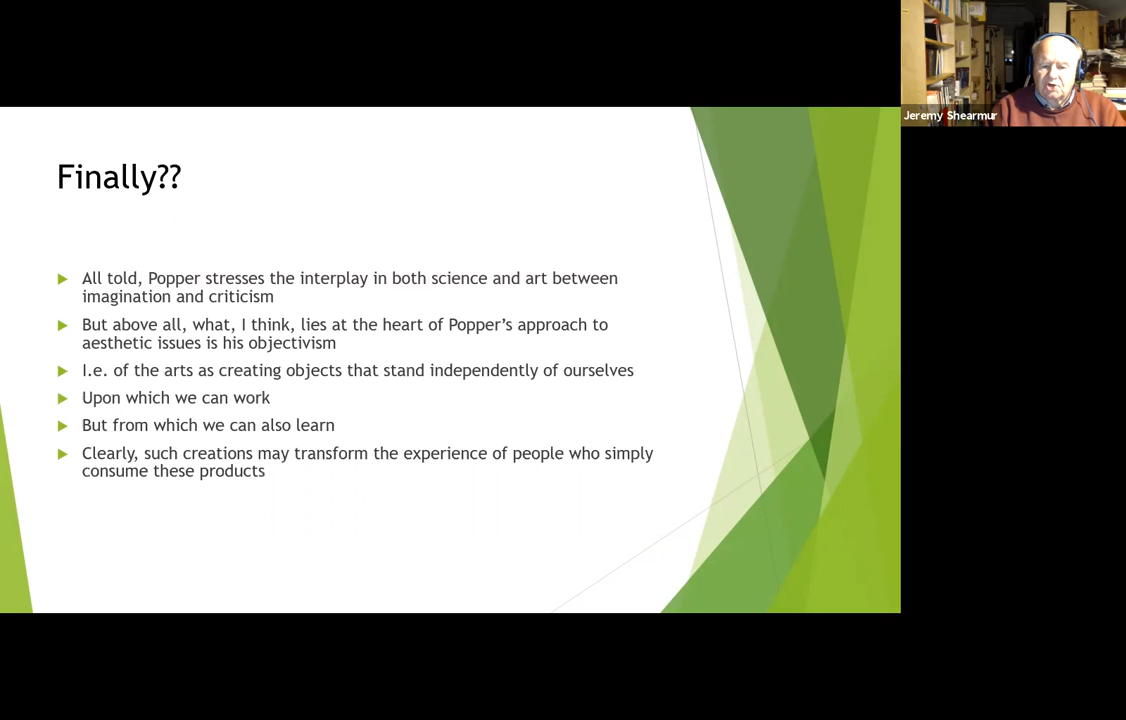 Jeremy Shearmur
Finally??
All told, Popper stresses the interplay in both science and art between
imagination and criticism
But above all, what, I think, lies at the heart of Popper's approach to
aesthetic issues is his objectivism
I.e. of the arts as creating objects that stand independently of ourselves
Upon which we can work
But from which we can also learn
Clearly, such creations may transform the experience of people who simply
consume these products